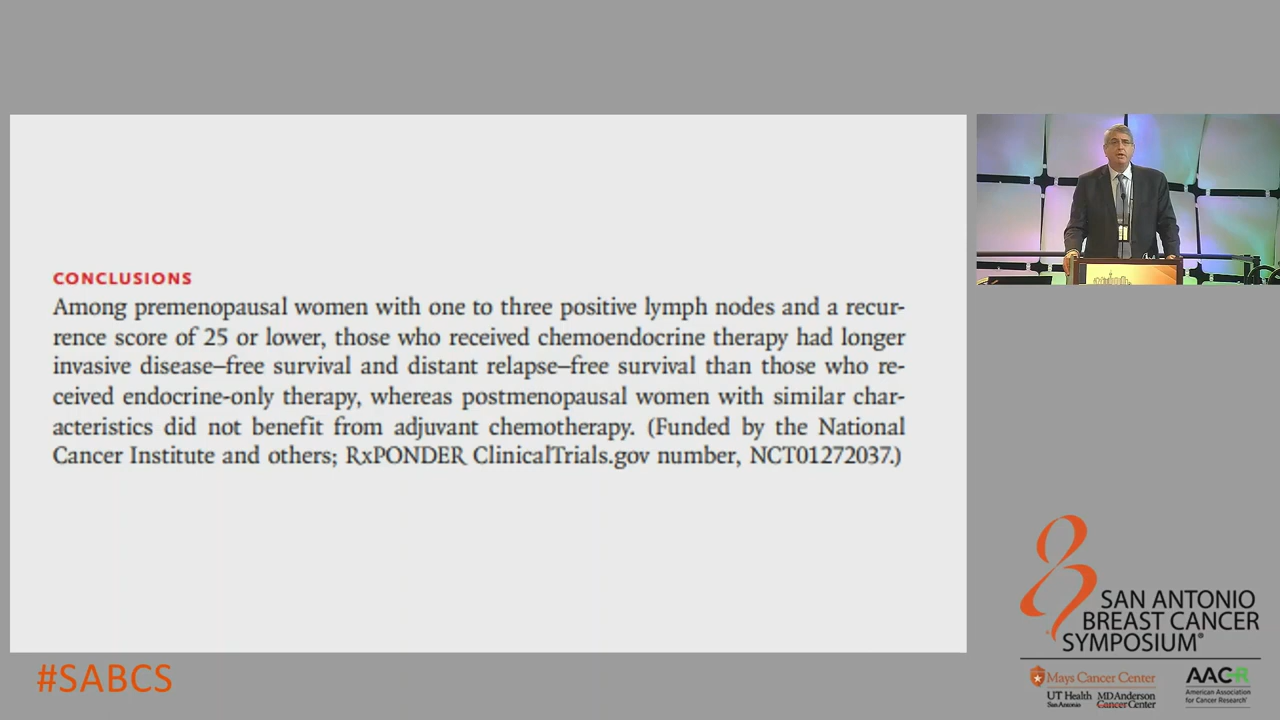 CONCLUSIONS
Among premenopausal women with one to three positive lymph nodes and a recur-
rence score of 25 or lower, those who received chemoendocrine therapy had longer
invasive disease–free survival and distant relapse–free survival than those who re-
ceived endocrine-only therapy, whereas postmenopausal women with similar char-
acteristics did not benefit from adjuvant chemotherapy. (Funded by the National
Cancer Institute and others; RxPONDER ClinicalTrials.gov number, NCT01272037.)
#SABCS
SAN ANTONIO
BREAST CANCER
SYMPOSIUM®
Mays Cancer Center
UT Health
San Antonio
MD Anderson
Cancer Center
AACR
American Association
for Cancer Research®